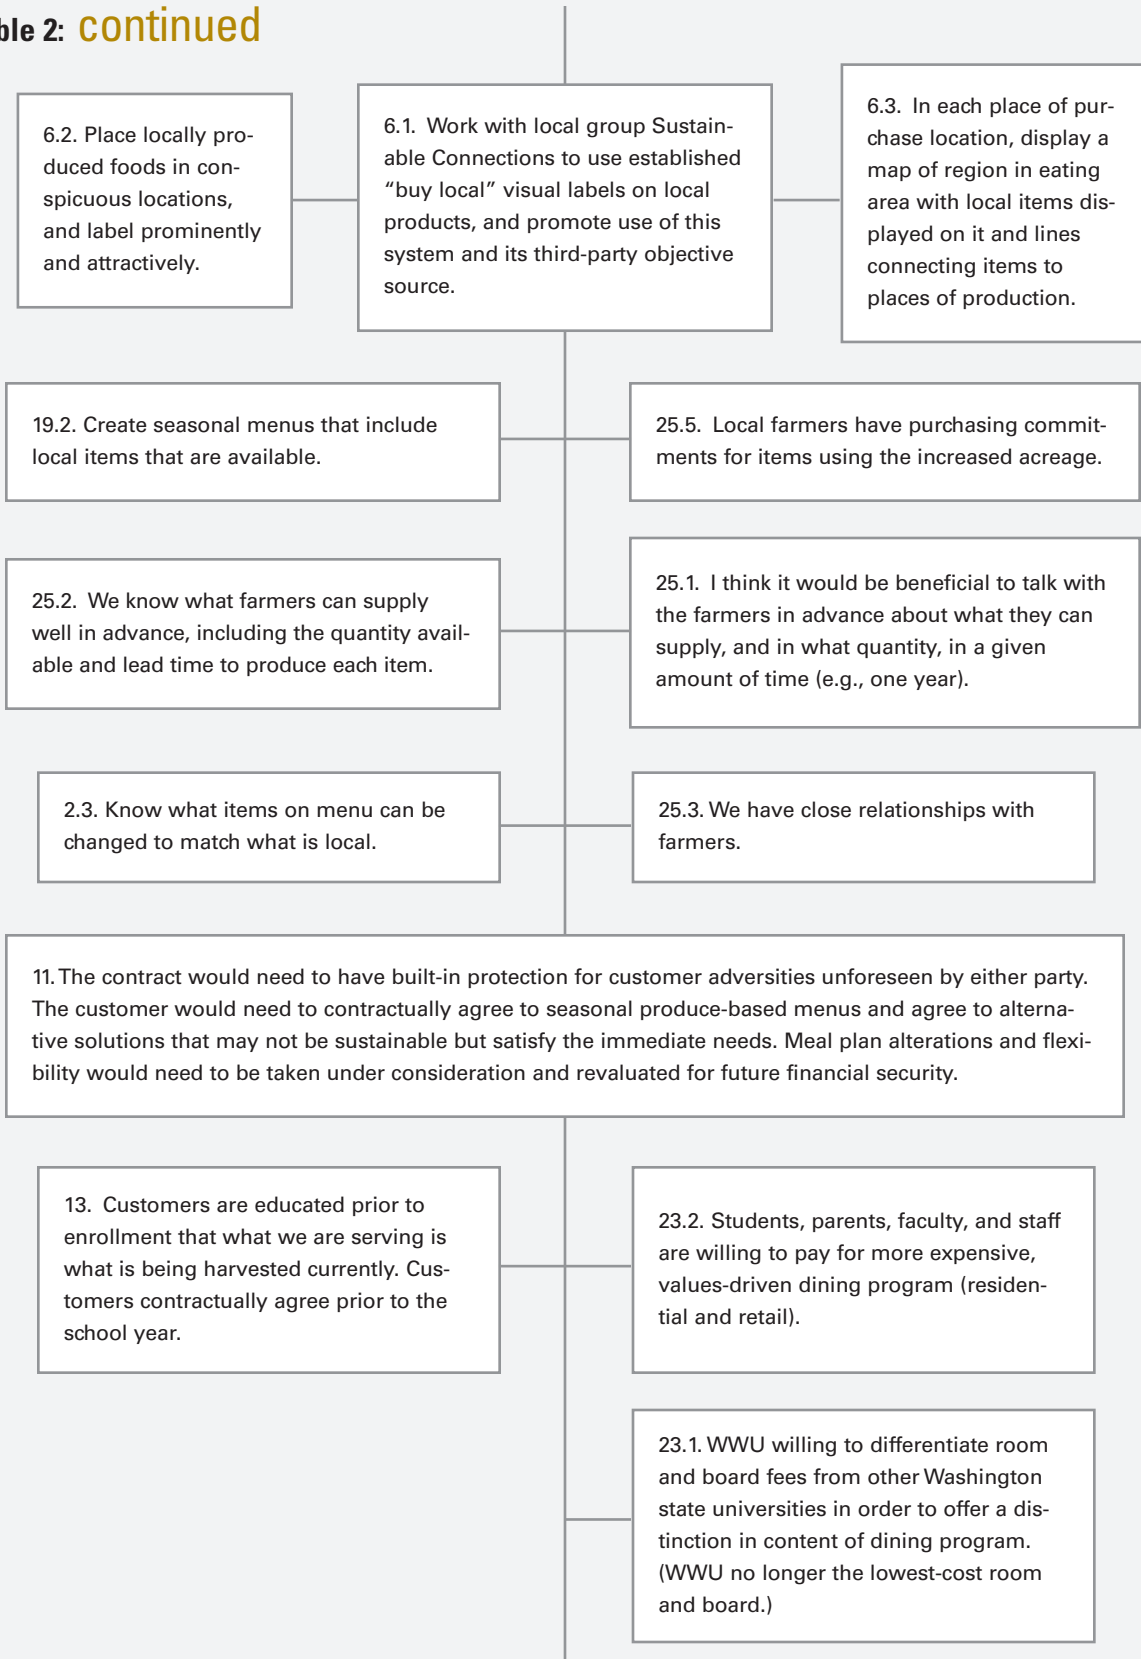 ble 2: continued
6.2. Place locally pro-
duced foods in con-
spicuous locations,
and label prominently
and attractively.
6.1. Work with local group Sustain-
able Connections to use established
“buy local” visual labels on local
products, and promote use of this
system and its third-party objective
source.
6.3. In each place of pur-
chase location, display a
map of region in eating
area with local items dis-
played on it and lines
connecting items to
places of production.
19.2. Create seasonal menus that include
local items that are available.
25.5. Local farmers have purchasing commit-
ments for items using the increased acreage.
25.2. We know what farmers can supply
well in advance, including the quantity avail-
able and lead time to produce each item.
25.1. I think it would be beneficial to talk with
the farmers in advance about what they can
supply, and in what quantity, in a given
amount of time (e.g., one year).
2.3. Know what items on menu can be
changed to match what is local.
25.3. We have close relationships with
farmers.
11. The contract would need to have built-in protection for customer adversities unforeseen by either party.
The customer would need to contractually agree to seasonal produce-based menus and agree to alterna-
tive solutions that may not be sustainable but satisfy the immediate needs. Meal plan alterations and flexi-
bility would need to be taken under consideration and revaluated for future financial security.
13. Customers are educated prior to
enrollment that what we are serving is
what is being harvested currently. Cus-
tomers contractually agree prior to the
school year.
23.2. Students, parents, faculty, and staff
are willing to pay for more expensive,
values-driven dining program (residen-
tial and retail).
23.1. WWU willing to differentiate room
and board fees from other Washington
state universities in order to offer a dis-
tinction in content of dining program.
(WWU no longer the lowest-cost room
and board.)